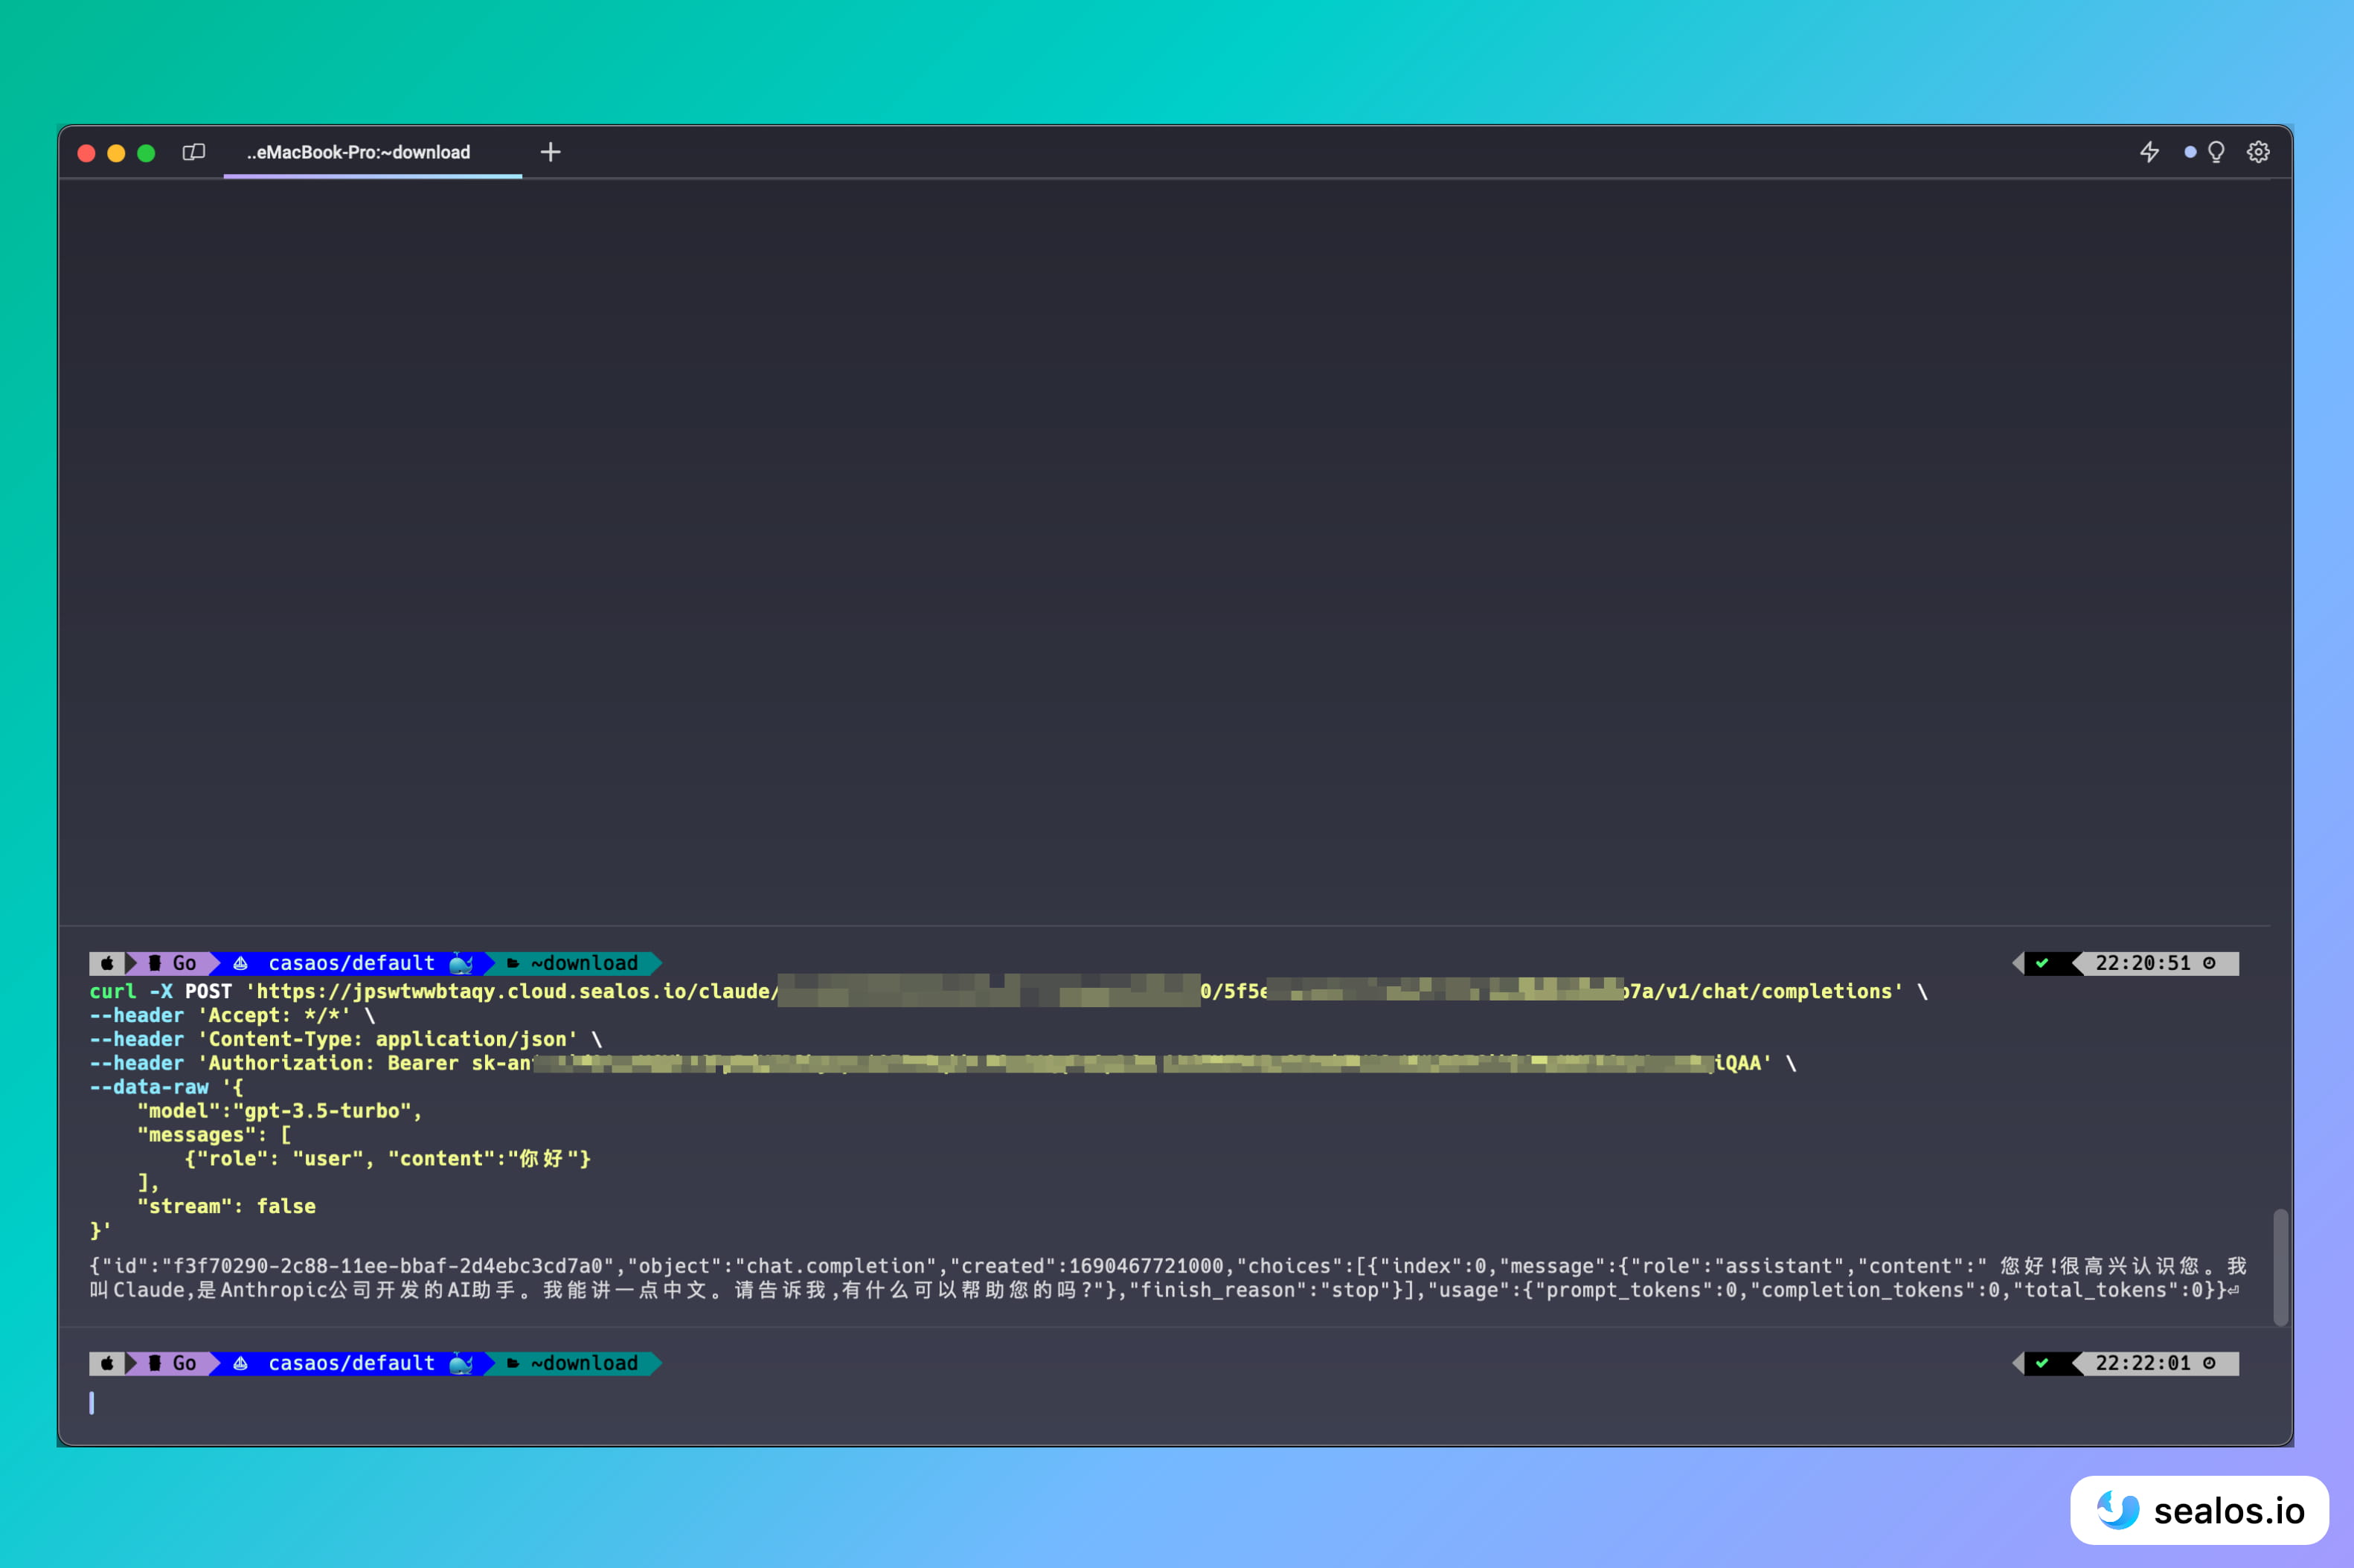 ..eMacBook-Pro:~download
Go casaos/default ~download 22:20:51
curl -X POST 'https://jpswtwwbtaqy.cloud.sealos.io/claude/ 0/5f5e 7a/v1/chat/completions' \
--header 'Accept: */*' \
--header 'Content-Type: application/json' \
--header 'Authorization: Bearer sk-an iQAA' \
--data-raw '{
"model":"gpt-3.5-turbo",
"messages": [
{"role": "user", "content":"你好"}
],
"stream": false
}'
{"id":"f3f70290-2c88-11ee-bbaf-2d4ebc3cd7a0","object":"chat.completion","created":1690467721000,"choices":[{"index":0,"message":{"role":"assistant","content":" 您好!很高兴认识您。我
叫Claude,是Anthropic公司开发的AI助手。我能讲一点中文。请告诉我,有什么可以帮助您的吗?"},"finish_reason":"stop"}],"usage":{"prompt_tokens":0,"completion_tokens":0,"total_tokens":0}}⏎
Go casaos/default ~download 22:22:01
sealos.io